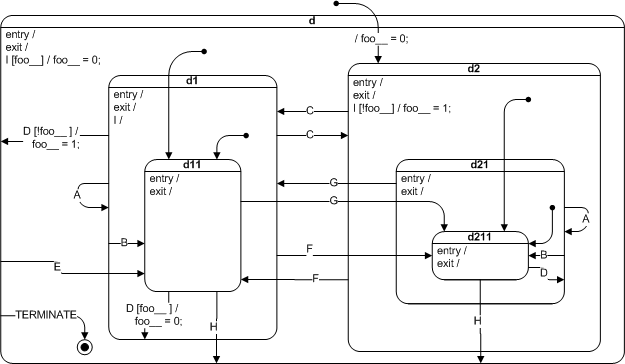 d
entry /
exit /
I [foo__] / foo__ = 0;
/ foo__ = 0;
d1
entry /
exit /
I /
d2
entry /
exit /
I [!foo__] / foo__ = 1;
C
C
D [!foo__ ] /
foo__ = 1;
d11
entry /
exit /
d21
entry /
exit /
G
G
A
A
d211
entry /
exit /
B
F
B
E
F
D
D [foo__ ] /
foo__ = 0;
H
H
TERMINATE